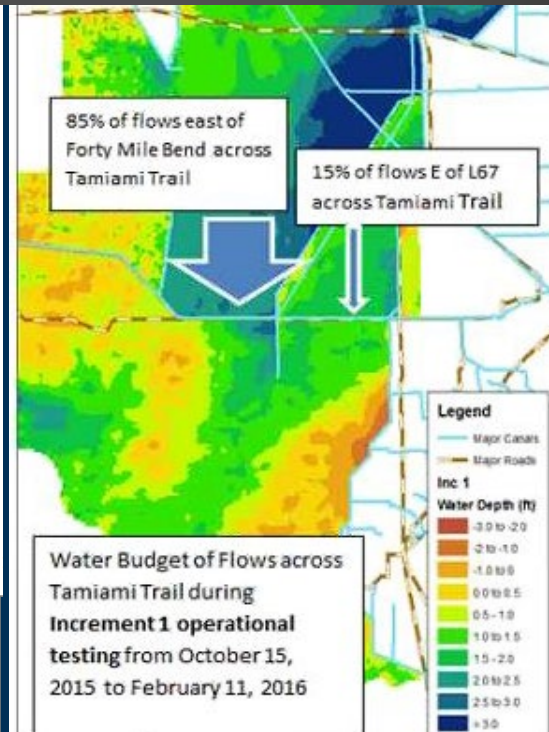 85% of flows east of
Forty Mile Bend across
Tamiami Trail
15% of flows E of L67
across Tamiami Trail
Legend
Major Canals
Major Roads
Inc 1
Water Depth (ft)
-3.0 to -2.0
-2 to -1.0
-1.0 to 0
0.0 to 0.5
0.5 - 1.0
1.0 to 1.5
1.5 - 2.0
2.0 to 2.5
2.5 to 3.0
> 3.0
Water Budget of Flows across
Tamiami Trail during
Increment 1 operational
testing from October 15,
2015 to February 11, 2016